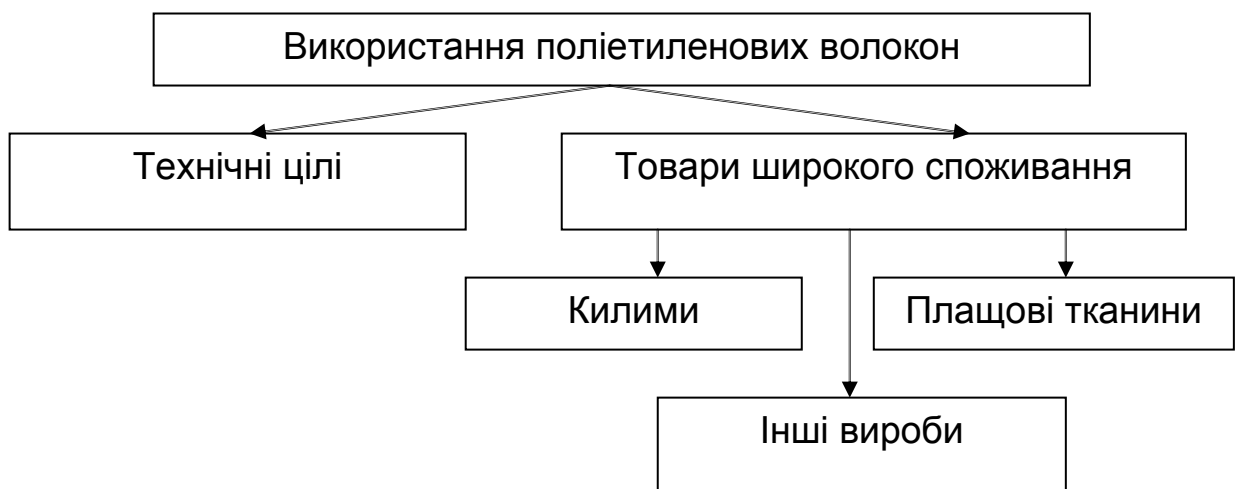 Використання поліетиленових волокон
Технічні цілі
Товари широкого споживання
Килими
Плащові тканини
Інші вироби